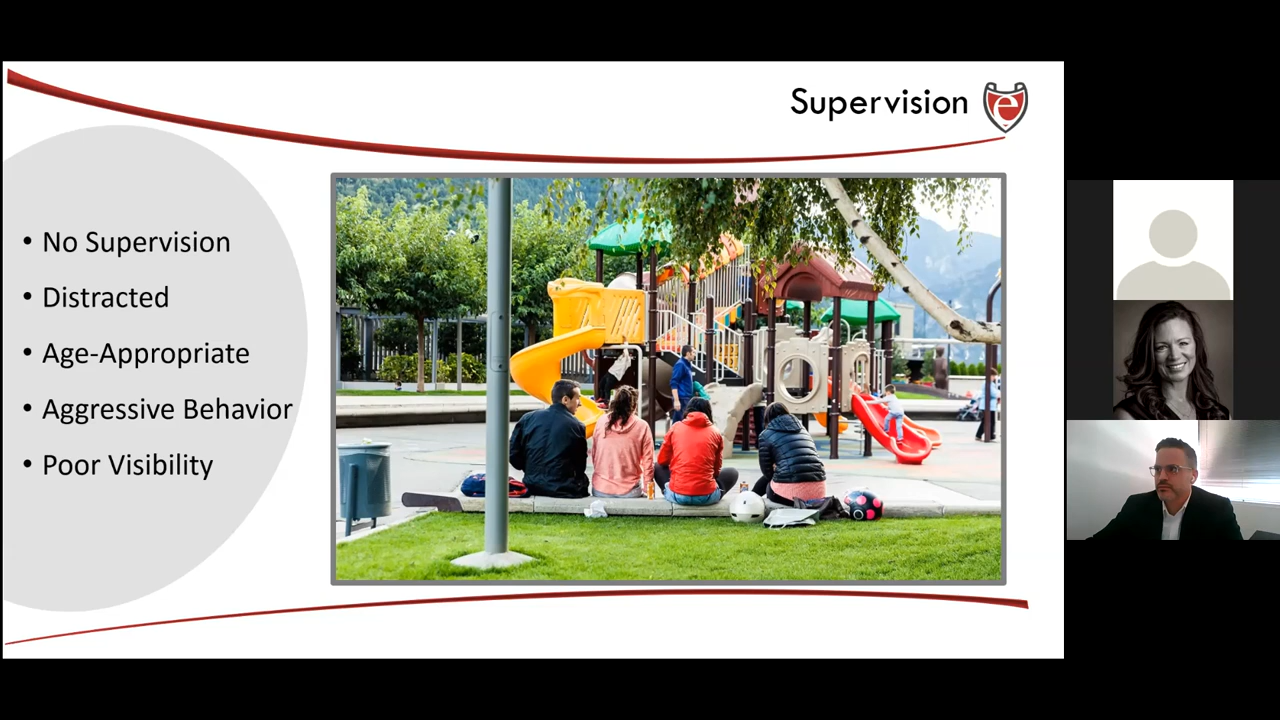 Supervision
e
• No Supervision
• Distracted
• Age-Appropriate
• Aggressive Behavior
• Poor Visibility